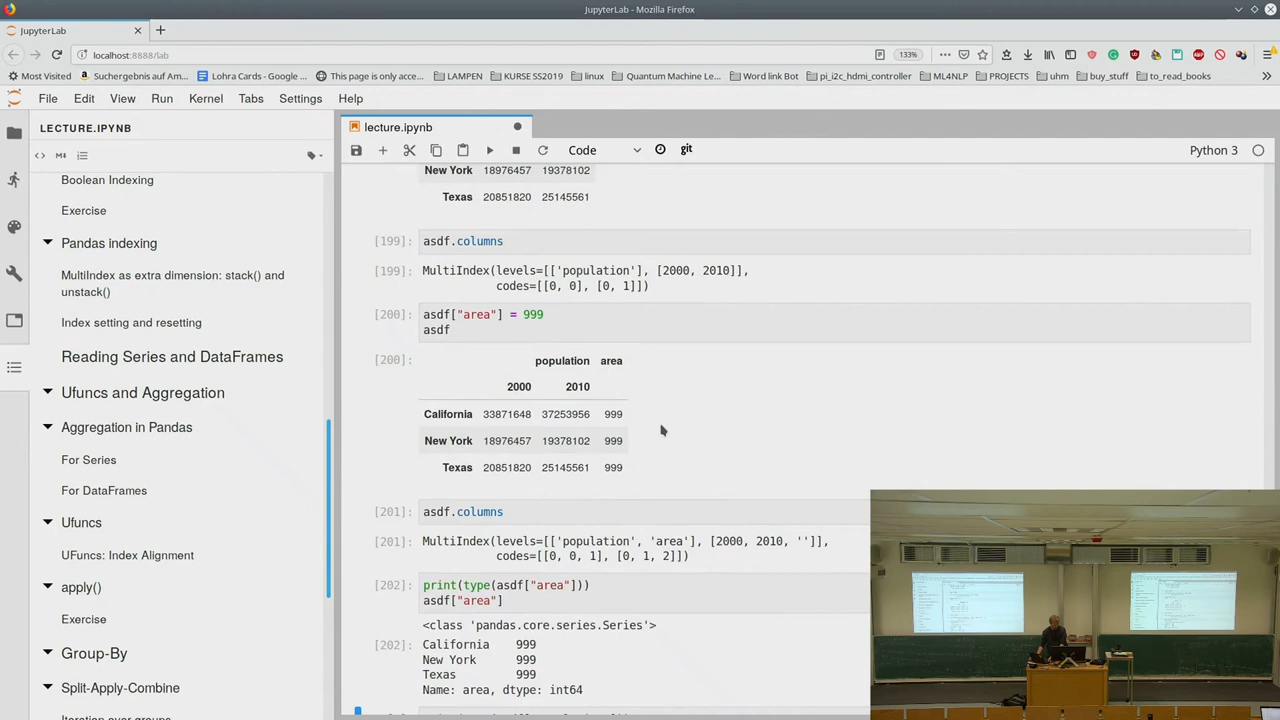 JupyterLab - Mozilla Firefox
JupyterLab
localhost:8888/lab
133%
Most Visited
Suchergebnis auf Am...
Lohra Cards - Google ...
This page is only acce...
LAMPEN
KURSE SS2019
linux
Quantum Machine Le...
Word link Bot
pi_i2c_hdmi_controller
ML4NLP
PROJECTS
uhm
buy_stuff
to_read_books
File Edit View Run Kernel Tabs Settings Help
LECTURE.IPYNB
Boolean Indexing
Exercise
Pandas indexing
MultiIndex as extra dimension: stack() and
unstack()
Index setting and resetting
Reading Series and DataFrames
Ufuncs and Aggregation
Aggregation in Pandas
For Series
For DataFrames
Ufuncs
UFuncs: Index Alignment
apply()
Exercise
Group-By
Split-Apply-Combine
Iteration over groups
lecture.ipynb
Code
git
Python 3
New York 18976457 19378102
Texas 20851820 25145561
[199]: asdf.columns
[199]: MultiIndex(levels=[['population'], [2000, 2010]],
codes=[[0, 0], [0, 1]])
[200]: asdf["area"] = 999
asdf
[200]: population area
2000 2010
California 33871648 37253956 999
New York 18976457 19378102 999
Texas 20851820 25145561 999
[201]: asdf.columns
[201]: MultiIndex(levels=[['population', 'area'], [2000, 2010, '']],
codes=[[0, 0, 1], [0, 1, 2]])
[202]: print(type(asdf["area"]))
asdf["area"]
<class 'pandas.core.series.Series'>
[202]: California 999
New York 999
Texas 999
Name: area, dtype: int64